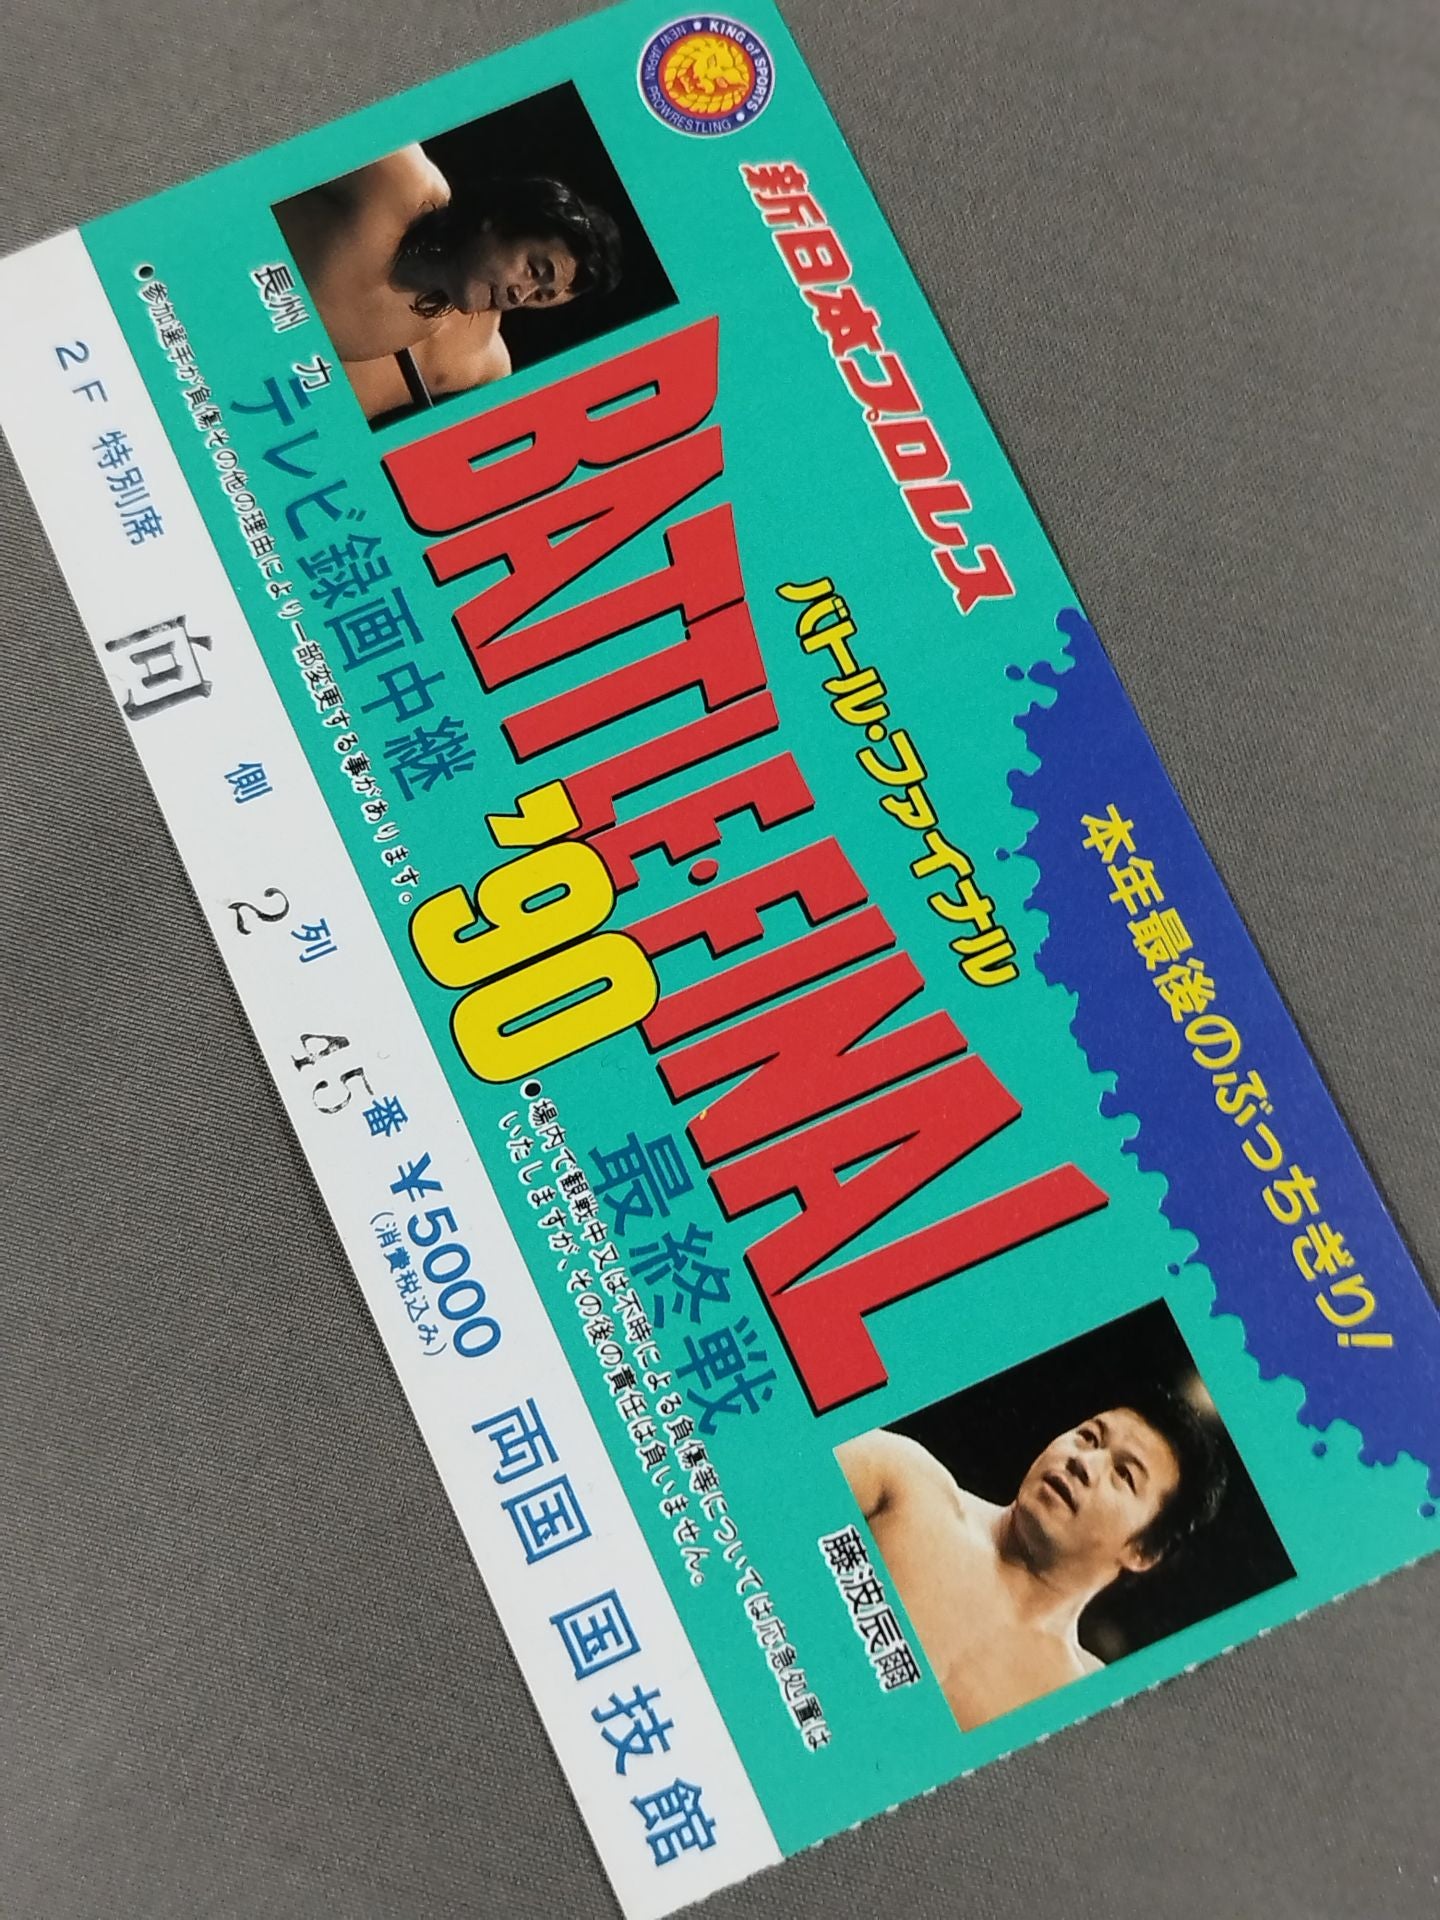 KING of SPORTS
NEW JAPAN PROWRESTLING
新日本プロレス
本年最後のぶっちぎり!
バトル・ファイナル
BATTLE・FINAL
'90
長州 力
藤波辰爾
テレビ録画中継
最終戦
●参加選手が負傷その他の理由により一部変更する事があります。
●場内で観戦中又は不時による負傷等については応急処置は
いたしますが、その後の責任は負いません。
2F 特別席 向 側 2列 45番 ¥5000 両国国技館
(消費税込み)